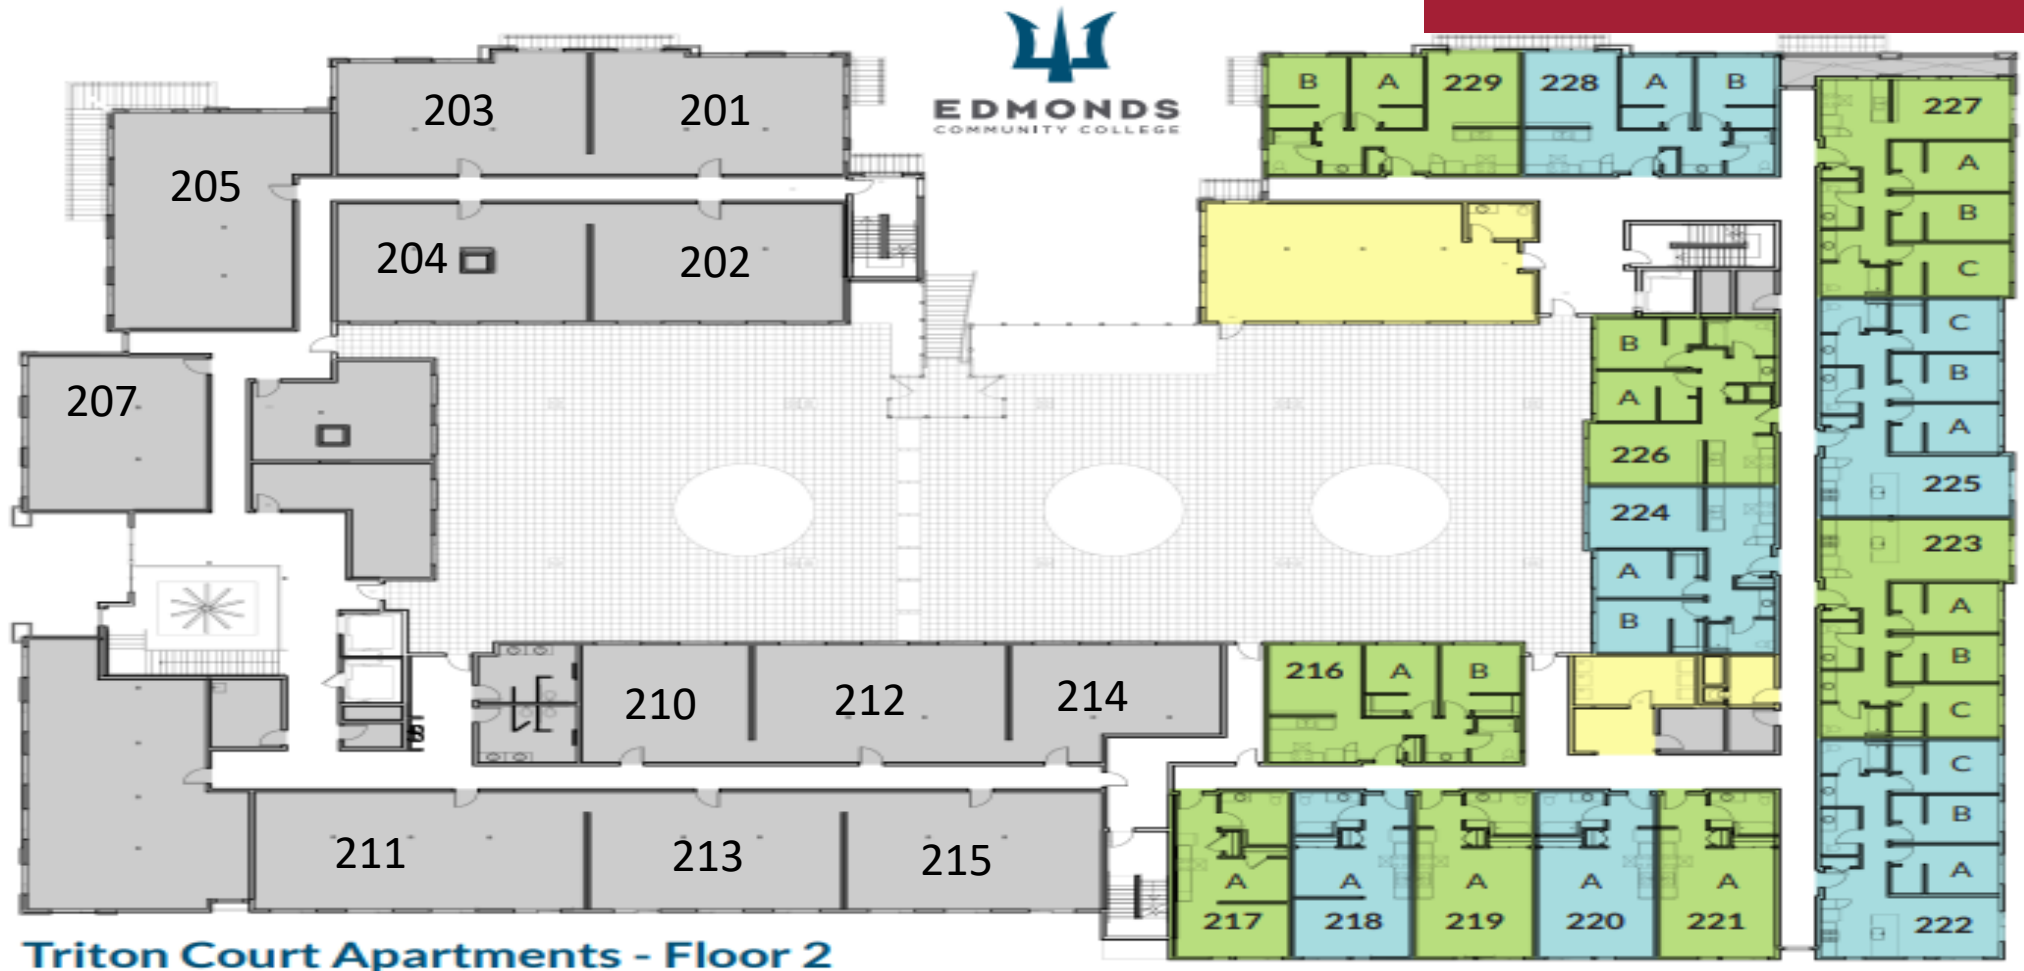 EDMONDS
COMMUNITY COLLEGE
203
201
205
204
202
207
210
212
214
211
213
215
B A 229 228 A B
227
A
B
C
C
B
A
225
223
A
B
C
C
B
A
222
B
A
226
224
A
B
216 A B
A A A A A
217 218 219 220 221
Triton Court Apartments - Floor 2